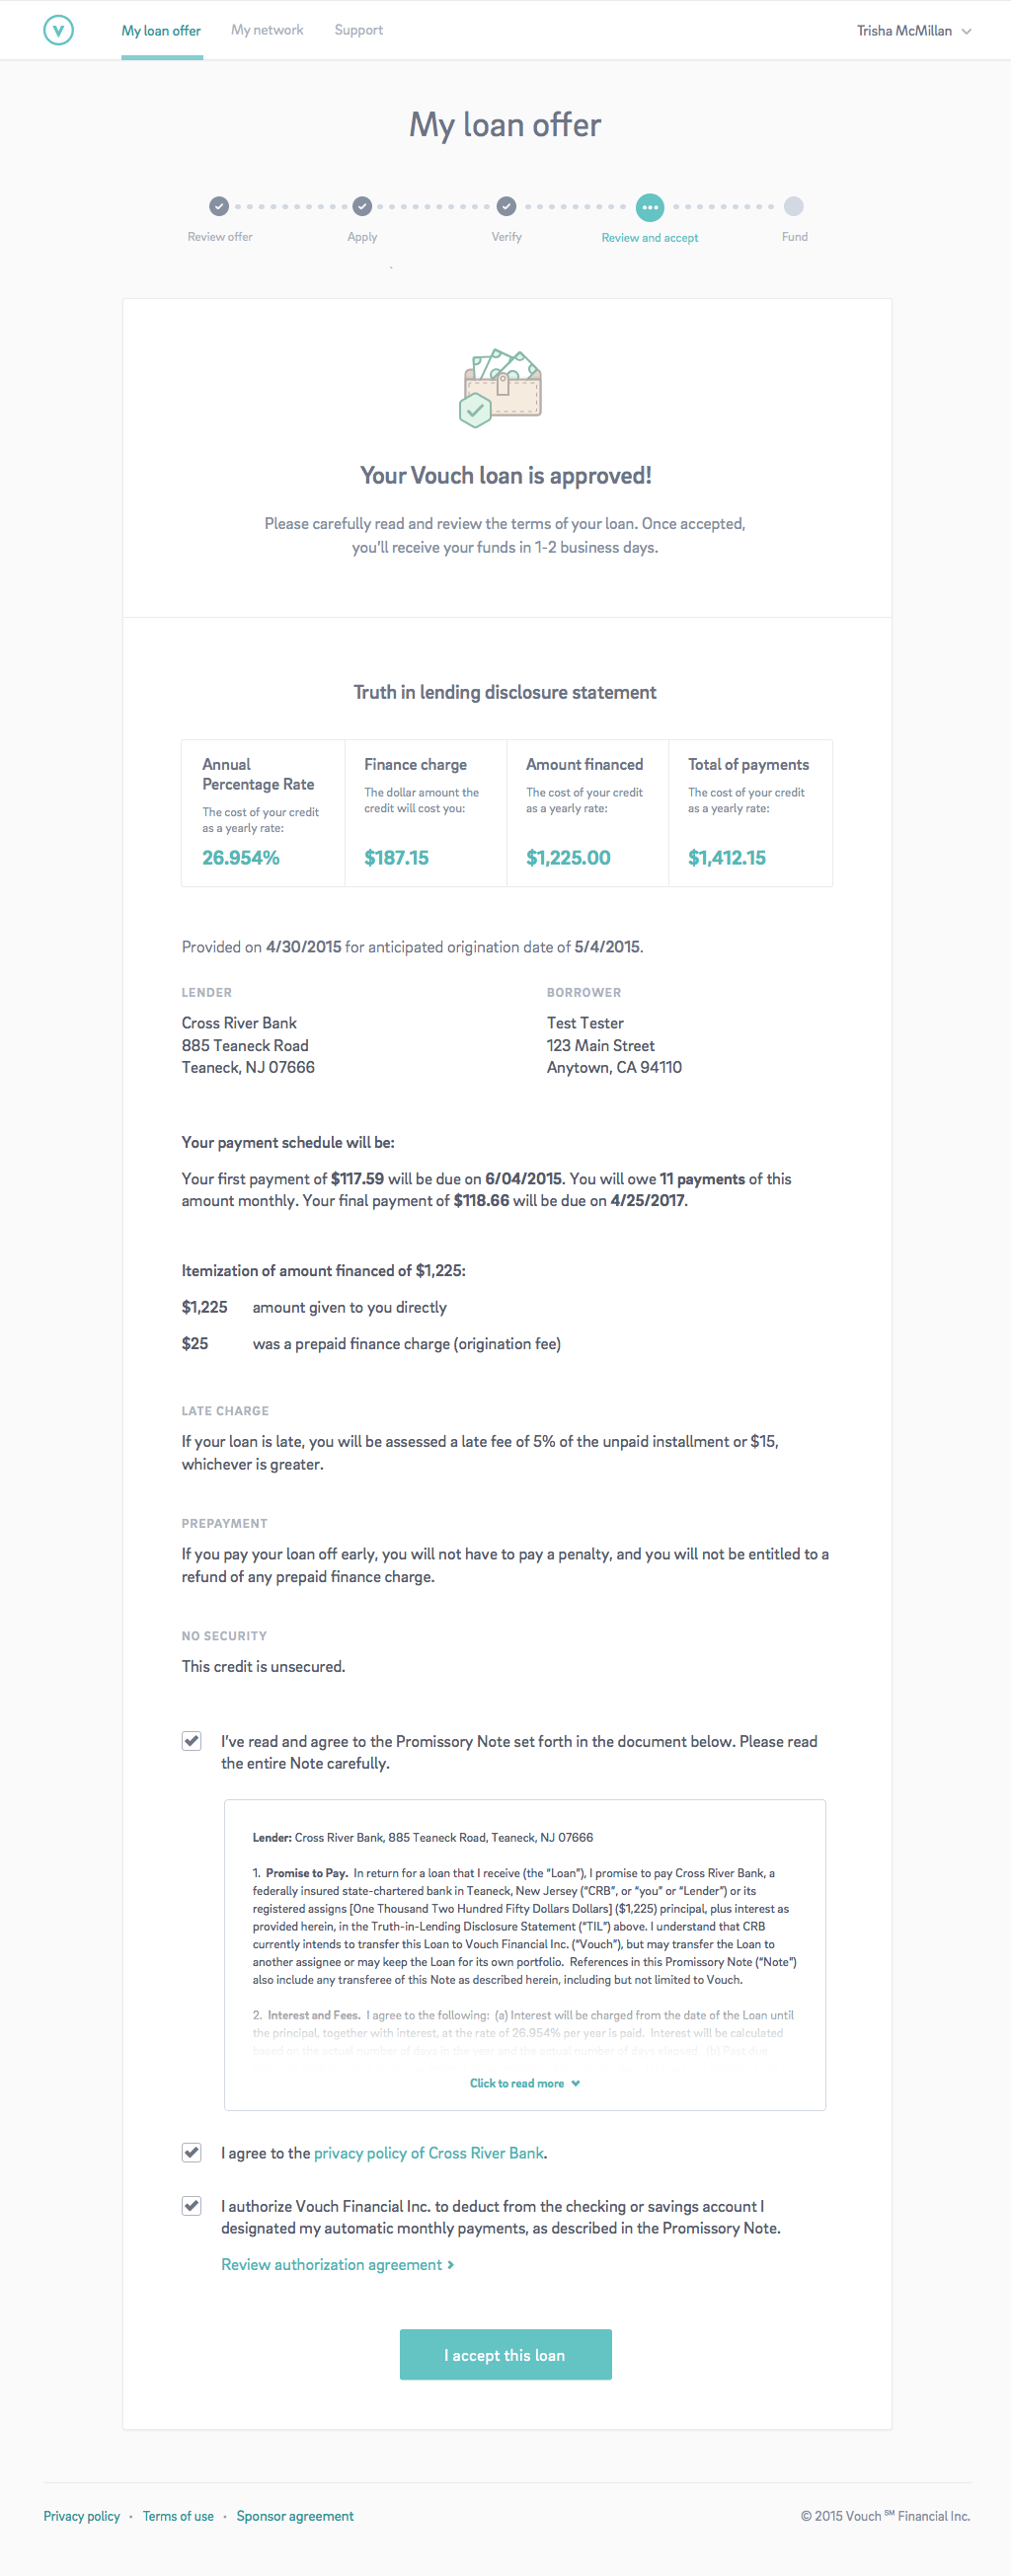 V
My loan offer My network Support Trisha McMillan
My loan offer
Review offer Apply Verify Review and accept Fund
Your Vouch loan is approved!
Please carefully read and review the terms of your loan. Once accepted,
you'll receive your funds in 1-2 business days.
Truth in lending disclosure statement
Annual
Percentage Rate
The cost of your credit
as a yearly rate:
26.954%
Finance charge
The dollar amount the
credit will cost you:
$187.15
Amount financed
The cost of your credit
as a yearly rate:
$1,225.00
Total of payments
The cost of your credit
as a yearly rate:
$1,412.15
Provided on 4/30/2015 for anticipated origination date of 5/4/2015.
LENDER
Cross River Bank
885 Teaneck Road
Teaneck, NJ 07666
BORROWER
Test Tester
123 Main Street
Anytown, CA 94110
Your payment schedule will be:
Your first payment of $117.59 will be due on 6/04/2015. You will owe 11 payments of this
amount monthly. Your final payment of $118.66 will be due on 4/25/2017.
Itemization of amount financed of $1,225:
$1,225 amount given to you directly
$25 was a prepaid finance charge (origination fee)
LATE CHARGE
If your loan is late, you will be assessed a late fee of 5% of the unpaid installment or $15,
whichever is greater.
PREPAYMENT
If you pay your loan off early, you will not have to pay a penalty, and you will not be entitled to a
refund of any prepaid finance charge.
NO SECURITY
This credit is unsecured.
I've read and agree to the Promissory Note set forth in the document below. Please read
the entire Note carefully.
Lender: Cross River Bank, 885 Teaneck Road, Teaneck, NJ 07666
1. Promise to Pay. In return for a loan that I receive (the “Loan”), I promise to pay Cross River Bank, a
federally insured state-chartered bank in Teaneck, New Jersey (“CRB”, or “you” or “Lender”) or its
registered assigns [One Thousand Two Hundred Fifty Dollars Dollars] ($1,225) principal, plus interest as
provided herein, in the Truth-in-Lending Disclosure Statement (“TIL”) above. I understand that CRB
currently intends to transfer this Loan to Vouch Financial Inc. (“Vouch”), but may transfer the Loan to
another assignee or may keep the Loan for its own portfolio. References in this Promissory Note (“Note”)
also include any transferee of this Note as described herein, including but not limited to Vouch.
2. Interest and Fees. I agree to the following: (a) Interest will be charged from the date of the Loan until
the principal, together with interest, at the rate of 26.954% per year is paid. Interest will be calculated
based on the actual number of days in the year and the actual number of days elapsed. (b) Past due
Click to read more
I agree to the privacy policy of Cross River Bank.
I authorize Vouch Financial Inc. to deduct from the checking or savings account I
designated my automatic monthly payments, as described in the Promissory Note.
Review authorization agreement
I accept this loan
Privacy policy • Terms of use • Sponsor agreement © 2015 Vouch ℠ Financial Inc.